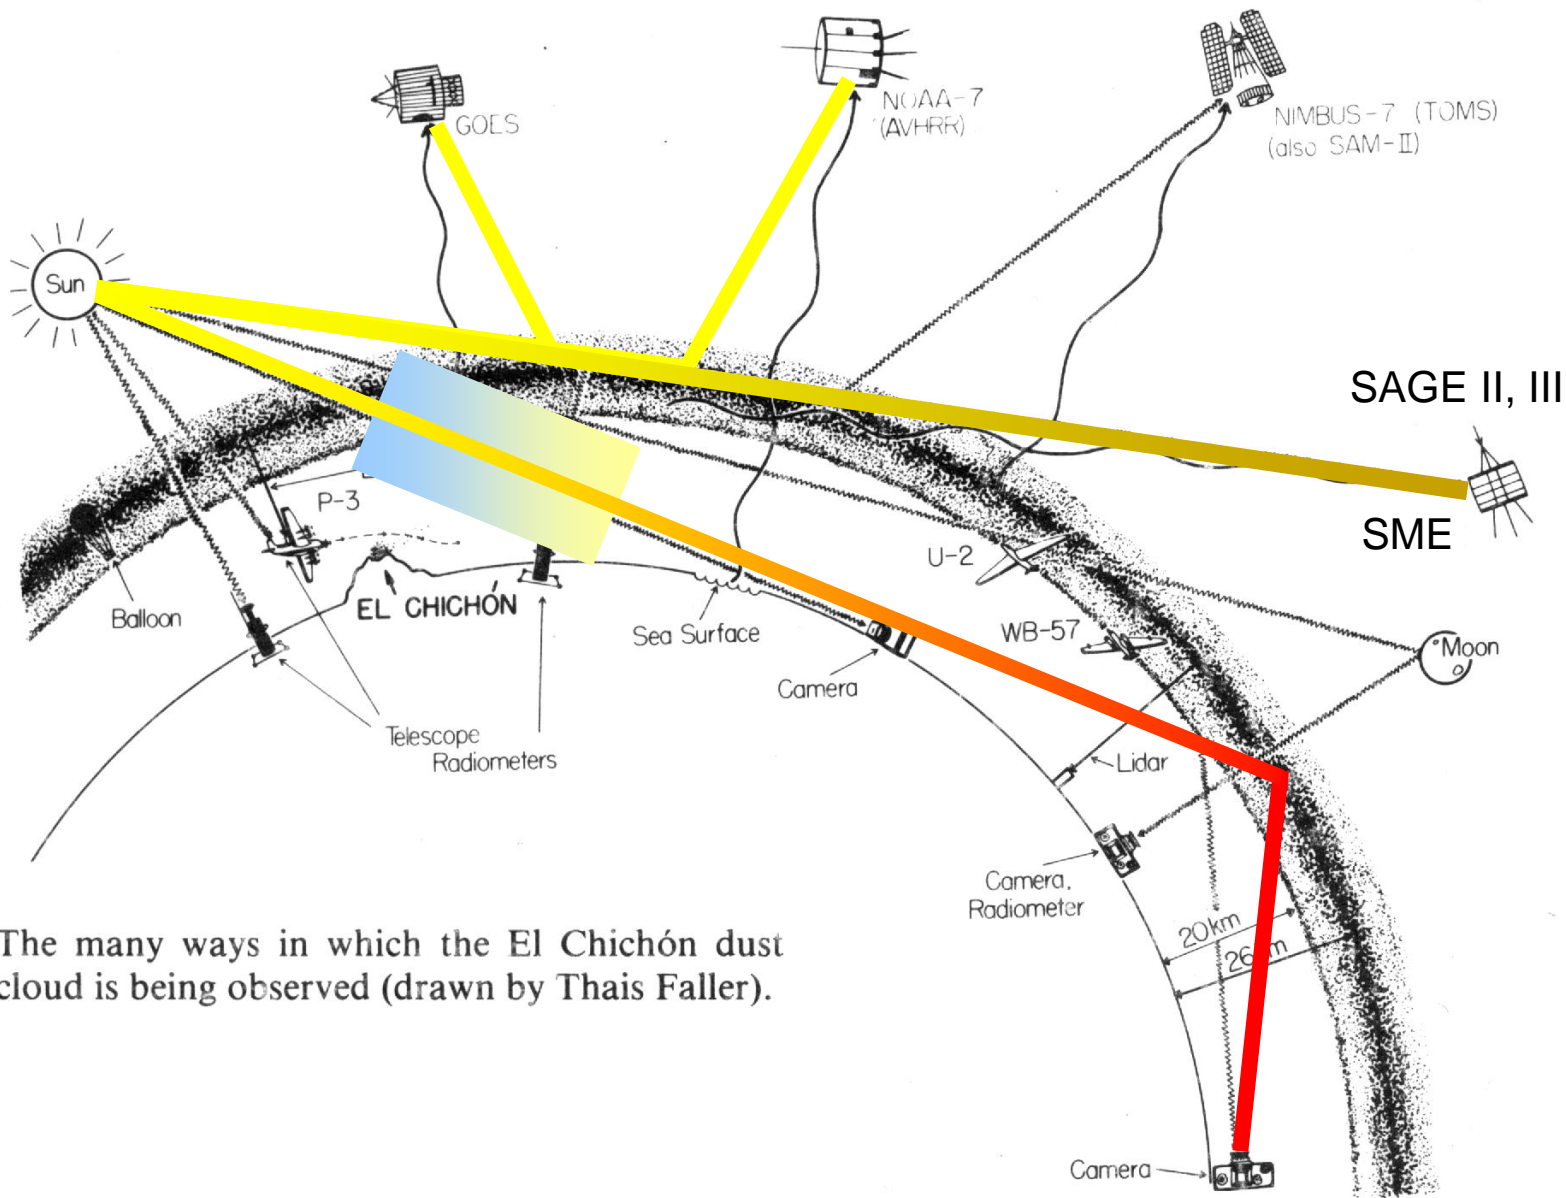 GOES
NOAA-7
(AVHRR)
NIMBUS-7 (TOMS)
(also SAM-II)
Sun
SAGE II, III
SME
P-3
U-2
Balloon
EL CHICHÓN
Sea Surface
WB-57
Moon
Camera
Telescope
Radiometers
Lidar
Camera,
Radiometer
20km
The many ways in which the El Chichón dust
cloud is being observed (drawn by Thais Faller).
Camera